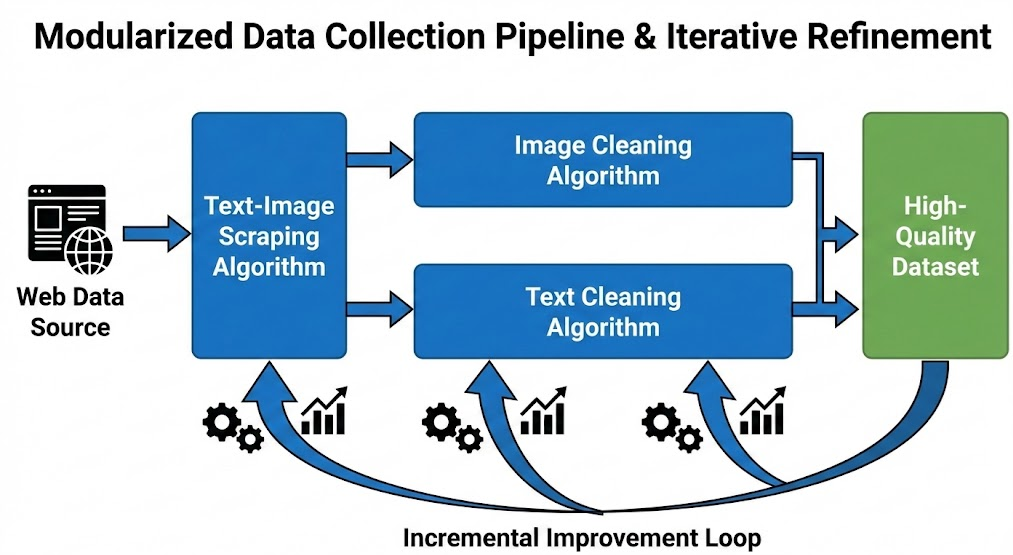 Modularized Data Collection Pipeline & Iterative Refinement
Web Data
Source
Text-Image
Scraping
Algorithm
Image Cleaning
Algorithm
Text Cleaning
Algorithm
High-
Quality
Dataset
Incremental Improvement Loop